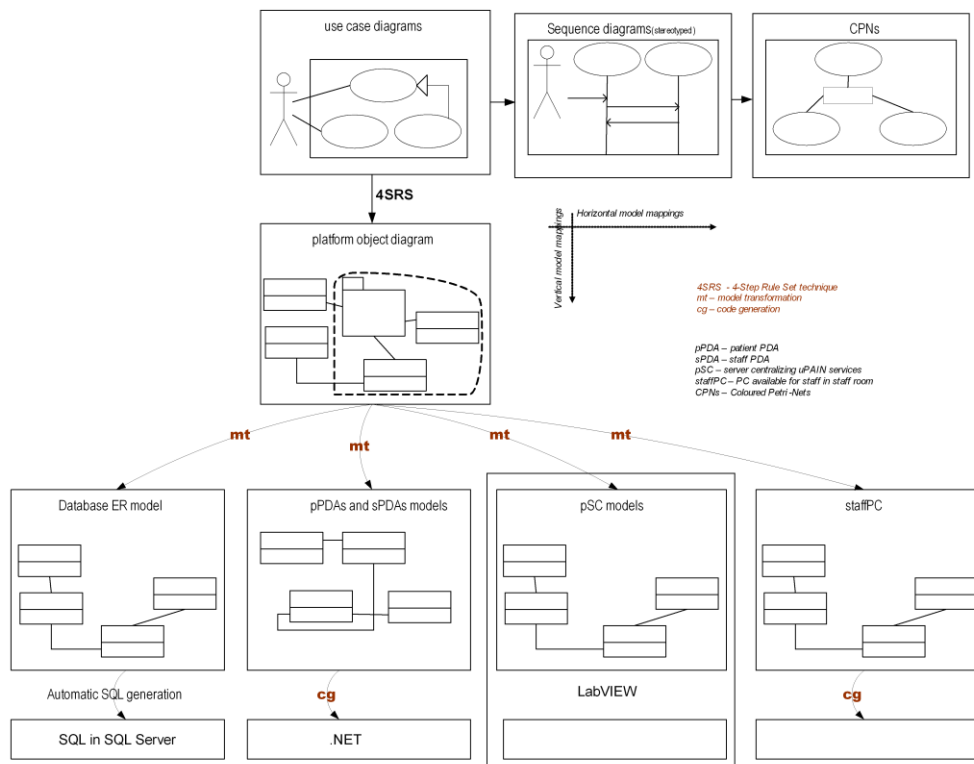 use case diagrams
Sequence diagrams(stereotyped)
CPNs
4SRS
platform object diagram
Horizontal model mappings
Vertical model mappings
4SRS - 4-Step Rule Set technique
mt – model transformation
cg – code generation
pPDA – patient PDA
sPDA – staff PDA
pSC – server centralizing uPAIN services
staffPC – PC available for staff in staff room
CPNs – Coloured Petri-Nets
mt
mt
mt
mt
Database ER model
pPDAs and sPDAs models
pSC models
staffPC
Automatic SQL generation
cg
LabVIEW
cg
SQL in SQL Server
.NET